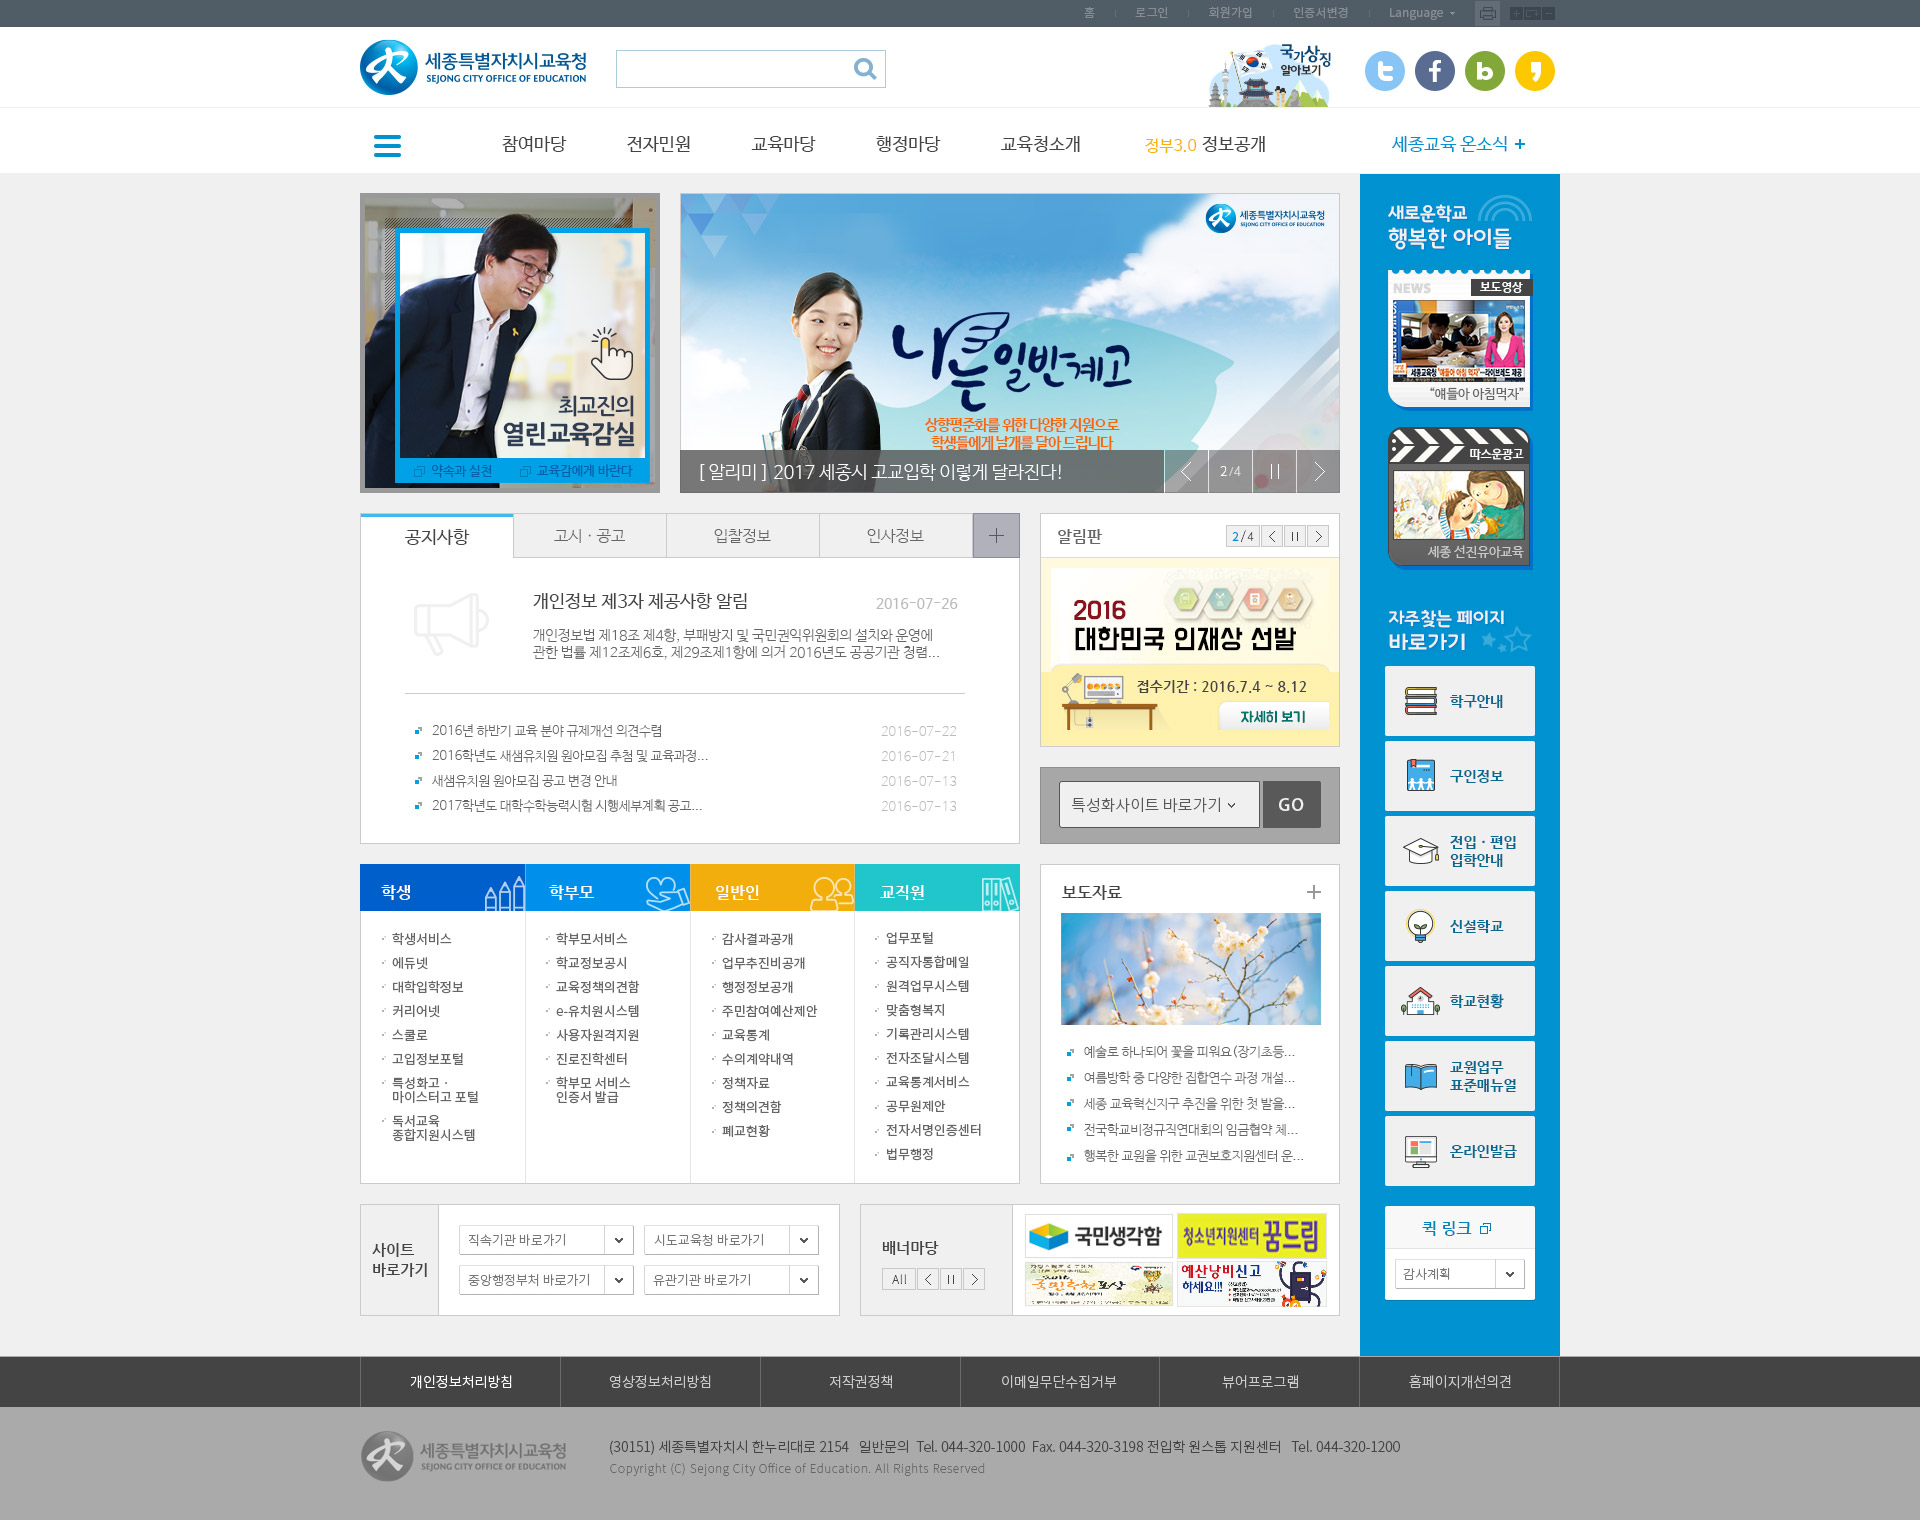 홈 로그인 회원가입 인증서변경 Language
세종특별자치시교육청
SEJONG CITY OFFICE OF EDUCATION
국가상징
알아보기
참여마당 전자민원 교육마당 행정마당 교육청소개 정부3.0 정보공개 세종교육 온소식 +
최교진의
열린교육감실
약속과 실천 교육감에게 바란다
세종특별자치시교육청
SEJONG CITY OFFICE OF EDUCATION
나는 일반계고
상향평준화를 위한 다양한 지원으로
학생들에게 날개를 달아 드립니다
[ 알리미 ] 2017 세종시 고교입학 이렇게 달라진다!
2/4
새로운학교
행복한 아이들
NEWS
보도영상
세종교육청 "얘들아 아침 먹자"…라이브레드 제공
"얘들아 아침먹자"
따스운광고
세종 선진유아교육
공지사항 고시 · 공고 입찰정보 인사정보
개인정보 제3자 제공사항 알림 2016-07-26
개인정보법 제18조 제4항, 부패방지 및 국민권익위원회의 설치와 운영에
관한 법률 제12조제6호, 제29조제1항에 의거 2016년도 공공기관 청렴...
2016년 하반기 교육 분야 규제개선 의견수렴 2016-07-22
2016학년도 새샘유치원 원아모집 추첨 및 교육과정... 2016-07-21
새샘유치원 원아모집 공고 변경 안내 2016-07-13
2017학년도 대학수학능력시험 시행세부계획 공고... 2016-07-13
알림판 2/4
2016
대한민국 인재상 선발
접수기간 : 2016.7.4 ~ 8.12
자세히 보기
특성화사이트 바로가기 GO
자주찾는 페이지
바로가기
학구안내
구인정보
전입 · 편입
입학안내
신설학교
학교현황
교원업무
표준매뉴얼
온라인발급
퀵 링크
감사계획
학생
학생서비스
에듀넷
대학입학정보
커리어넷
스쿨로
고입정보포털
특성화고 ·
마이스터고 포털
독서교육
종합지원시스템
학부모
학부모서비스
학교정보공시
교육정책의견함
e-유치원시스템
사용자원격지원
진로진학센터
학부모 서비스
인증서 발급
일반인
감사결과공개
업무추진비공개
행정정보공개
주민참여예산제안
교육통계
수의계약내역
정책자료
정책의견함
폐교현황
교직원
업무포털
공직자통합메일
원격업무시스템
맞춤형복지
기록관리시스템
전자조달시스템
교육통계서비스
공무원제안
전자서명인증센터
법무행정
보도자료
예술로 하나되어 꽃을 피워요(장기초등...
여름방학 중 다양한 집합연수 과정 개설...
세종 교육혁신지구 추진을 위한 첫 발을...
전국학교비정규직연대회의 임금협약 체...
행복한 교원을 위한 교권보호지원센터 운...
사이트
바로가기
직속기관 바로가기 시도교육청 바로가기
중앙행정부처 바로가기 유관기관 바로가기
배너마당
All
국민생각함
청소년지원센터 꿈드림
2016
국민추천포상
예산낭비신고
하세요!!!
개인정보처리방침 영상정보처리방침 저작권정책 이메일무단수집거부 뷰어프로그램 홈페이지개선의견
세종특별자치시교육청
SEJONG CITY OFFICE OF EDUCATION
(30151) 세종특별자치시 한누리대로 2154 일반문의 Tel. 044-320-1000 Fax. 044-320-3198 전입학 원스톱 지원센터 Tel. 044-320-1200
Copyright (C) Sejong City Office of Education. All Rights Reserved